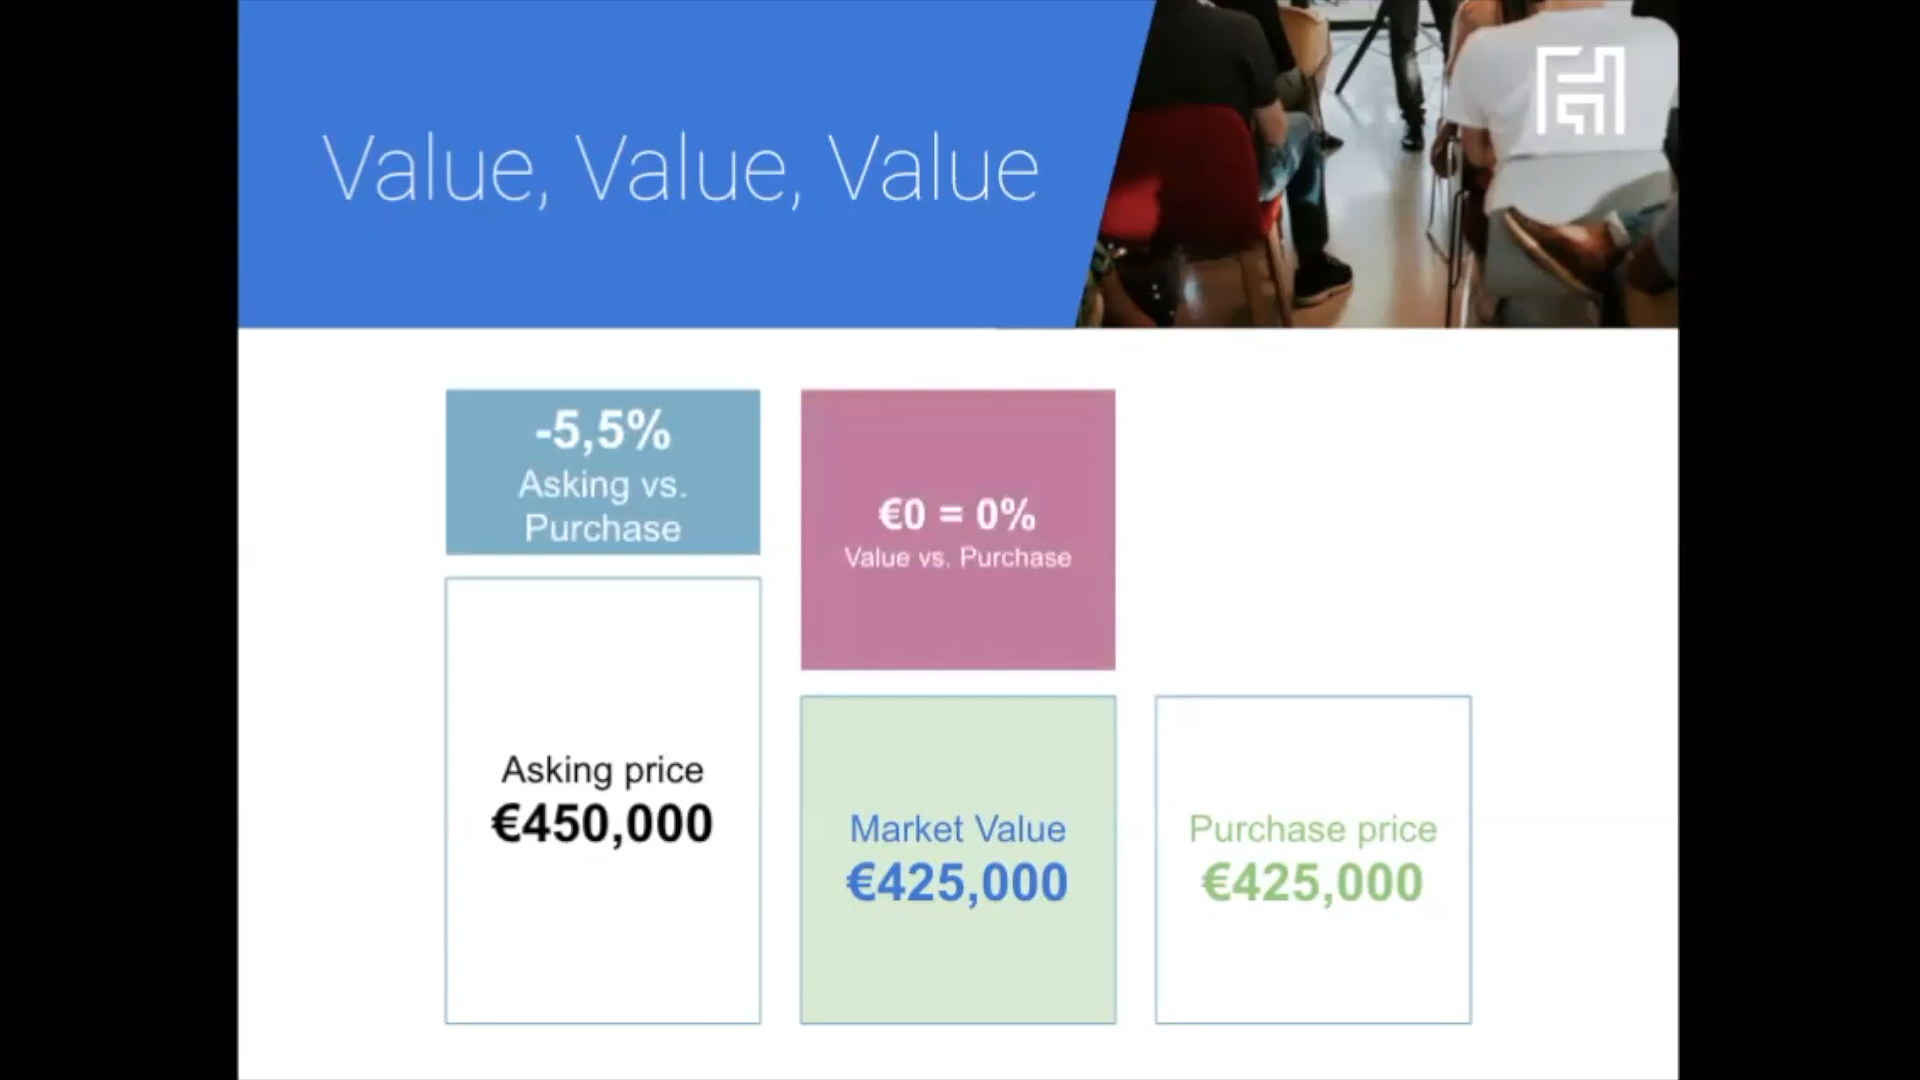 Value, Value, Value
-5,5%
Asking vs.
Purchase
€0 = 0%
Value vs. Purchase
Asking price
€450,000
Market Value
€425,000
Purchase price
€425,000